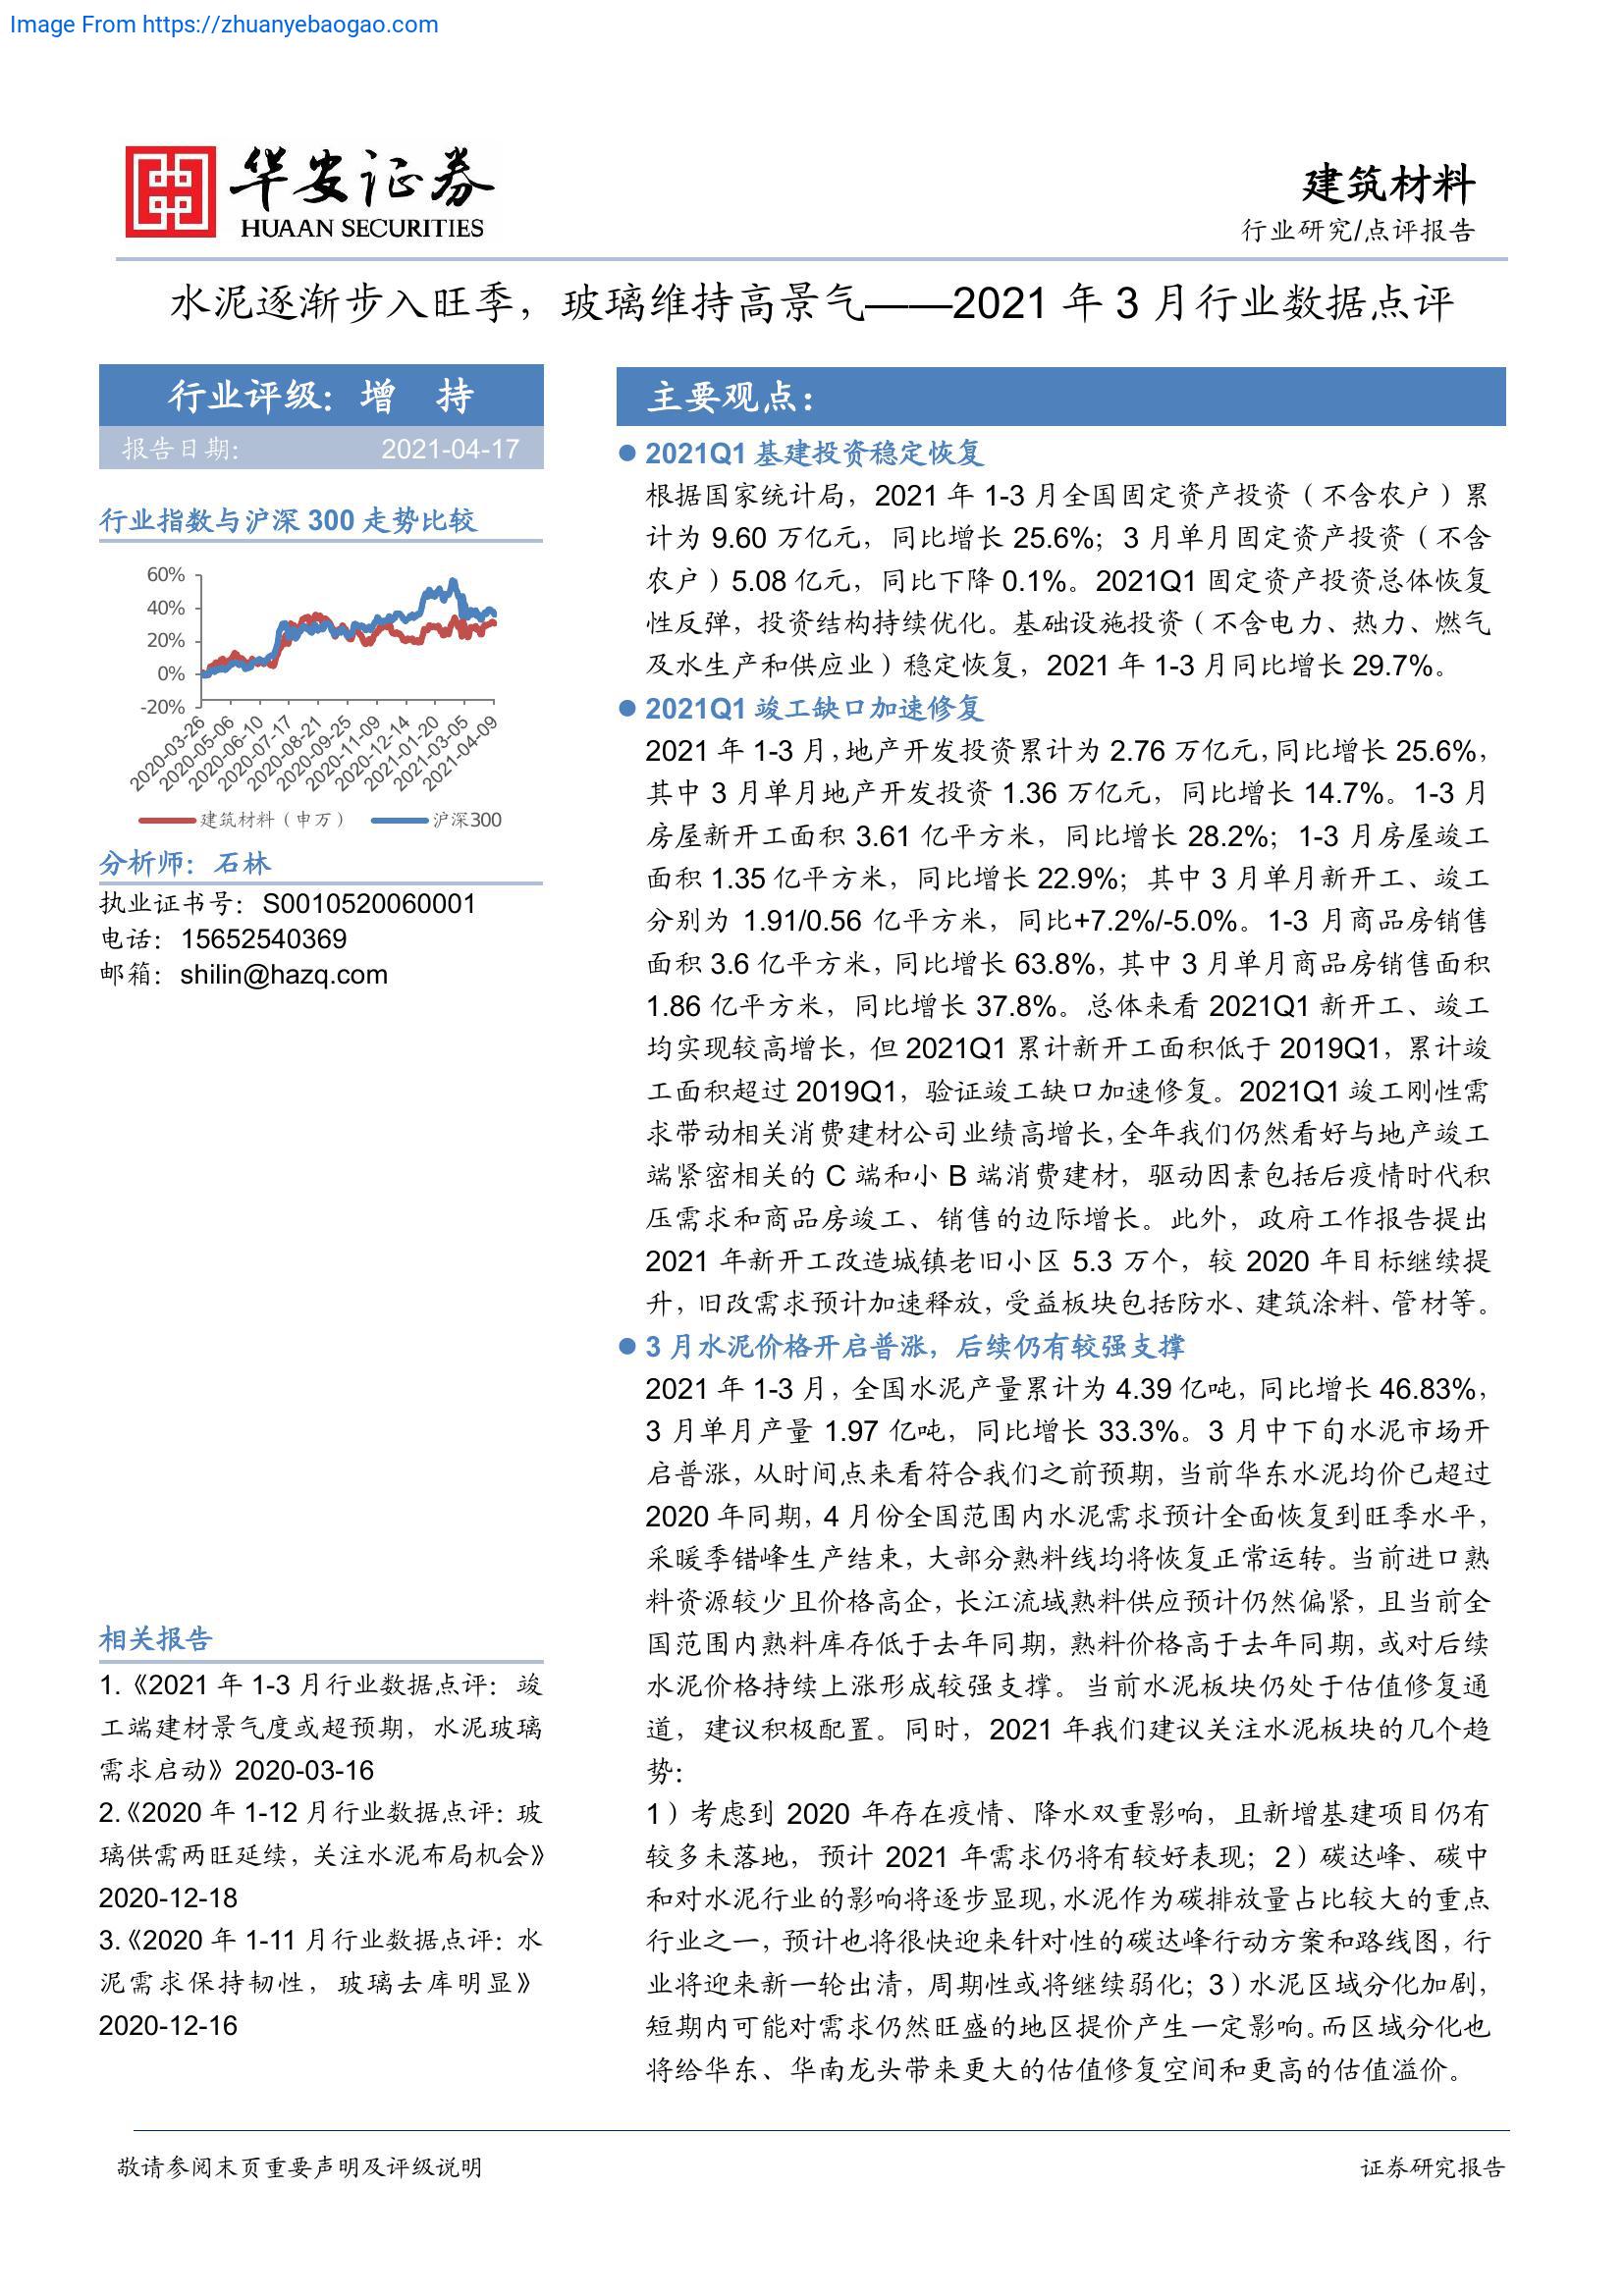 Image From https://zhuanyebaogao.com
华安证券
HUAAN SECURITIES
建筑材料
行业研究/点评报告
水泥逐渐步入旺季，玻璃维持高景气——2021 年 3 月行业数据点评
行业评级：增 持
报告日期： 2021-04-17
行业指数与沪深 300 走势比较
60%
40%
20%
0%
-20%
2020-03-26
2020-05-06
2020-06-10
2020-07-17
2020-08-21
2020-09-25
2020-11-09
2020-12-14
2021-01-20
2021-03-05
2021-04-09
建筑材料（申万） 沪深300
分析师：石林
执业证书号：S0010520060001
电话：15652540369
邮箱：shilin@hazq.com
相关报告
1.《2021 年 1-3 月行业数据点评：竣
工端建材景气度或超预期，水泥玻璃
需求启动》2020-03-16
2.《2020 年 1-12 月行业数据点评：玻
璃供需两旺延续，关注水泥布局机会》
2020-12-18
3.《2020 年 1-11 月行业数据点评：水
泥需求保持韧性，玻璃去库明显》
2020-12-16
主要观点：
● 2021Q1 基建投资稳定恢复
根据国家统计局，2021 年 1-3 月全国固定资产投资（不含农户）累
计为 9.60 万亿元，同比增长 25.6%；3 月单月固定资产投资（不含
农户）5.08 亿元，同比下降 0.1%。2021Q1 固定资产投资总体恢复
性反弹，投资结构持续优化。基础设施投资（不含电力、热力、燃气
及水生产和供应业）稳定恢复，2021 年 1-3 月同比增长 29.7%。
● 2021Q1 竣工缺口加速修复
2021 年 1-3 月，地产开发投资累计为 2.76 万亿元，同比增长 25.6%，
其中 3 月单月地产开发投资 1.36 万亿元，同比增长 14.7%。1-3 月
房屋新开工面积 3.61 亿平方米，同比增长 28.2%；1-3 月房屋竣工
面积 1.35 亿平方米，同比增长 22.9%；其中 3 月单月新开工、竣工
分别为 1.91/0.56 亿平方米，同比+7.2%/-5.0%。1-3 月商品房销售
面积 3.6 亿平方米，同比增长 63.8%，其中 3 月单月商品房销售面积
1.86 亿平方米，同比增长 37.8%。总体来看 2021Q1 新开工、竣工
均实现较高增长，但 2021Q1 累计新开工面积低于 2019Q1，累计竣
工面积超过 2019Q1，验证竣工缺口加速修复。2021Q1 竣工刚性需
求带动相关消费建材公司业绩高增长，全年我们仍然看好与地产竣工
端紧密相关的 C 端和小 B 端消费建材，驱动因素包括后疫情时代积
压需求和商品房竣工、销售的边际增长。此外，政府工作报告提出
2021 年新开工改造城镇老旧小区 5.3 万个，较 2020 年目标继续提
升，旧改需求预计加速释放，受益板块包括防水、建筑涂料、管材等。
● 3 月水泥价格开启普涨，后续仍有较强支撑
2021 年 1-3 月，全国水泥产量累计为 4.39 亿吨，同比增长 46.83%，
3 月单月产量 1.97 亿吨，同比增长 33.3%。3 月中下旬水泥市场开
启普涨，从时间点来看符合我们之前预期，当前华东水泥均价已超过
2020 年同期，4 月份全国范围内水泥需求预计全面恢复到旺季水平，
采暖季错峰生产结束，大部分熟料线均将恢复正常运转。当前进口熟
料资源较少且价格高企，长江流域熟料供应预计仍然偏紧，且当前全
国范围内熟料库存低于去年同期，熟料价格高于去年同期，或对后续
水泥价格持续上涨形成较强支撑。当前水泥板块仍处于估值修复通
道，建议积极配置。同时，2021 年我们建议关注水泥板块的几个趋
势：
1）考虑到 2020 年存在疫情、降水双重影响，且新增基建项目仍有
较多未落地，预计 2021 年需求仍将有较好表现；2）碳达峰、碳中
和对水泥行业的影响将逐步显现，水泥作为碳排放量占比较大的重点
行业之一，预计也将很快迎来针对性的碳达峰行动方案和路线图，行
业将迎来新一轮出清，周期性或将继续弱化；3）水泥区域分化加剧，
短期内可能对需求仍然旺盛的地区提价产生一定影响。而区域分化也
将给华东、华南龙头带来更大的估值修复空间和更高的估值溢价。
敬请参阅末页重要声明及评级说明 证券研究报告